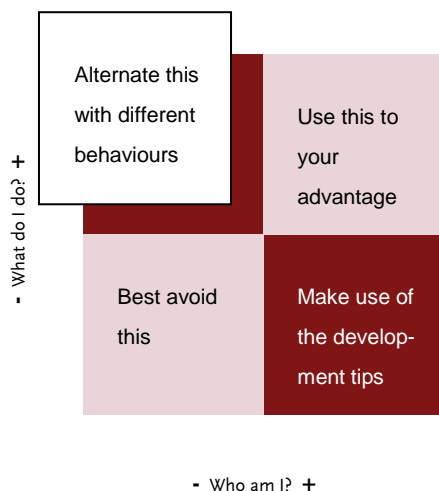 Alternate this
with different
behaviours
Use this to
your
advantage
- What do I do? +
Best avoid
this
Make use of
the develop-
ment tips
- Who am I? +